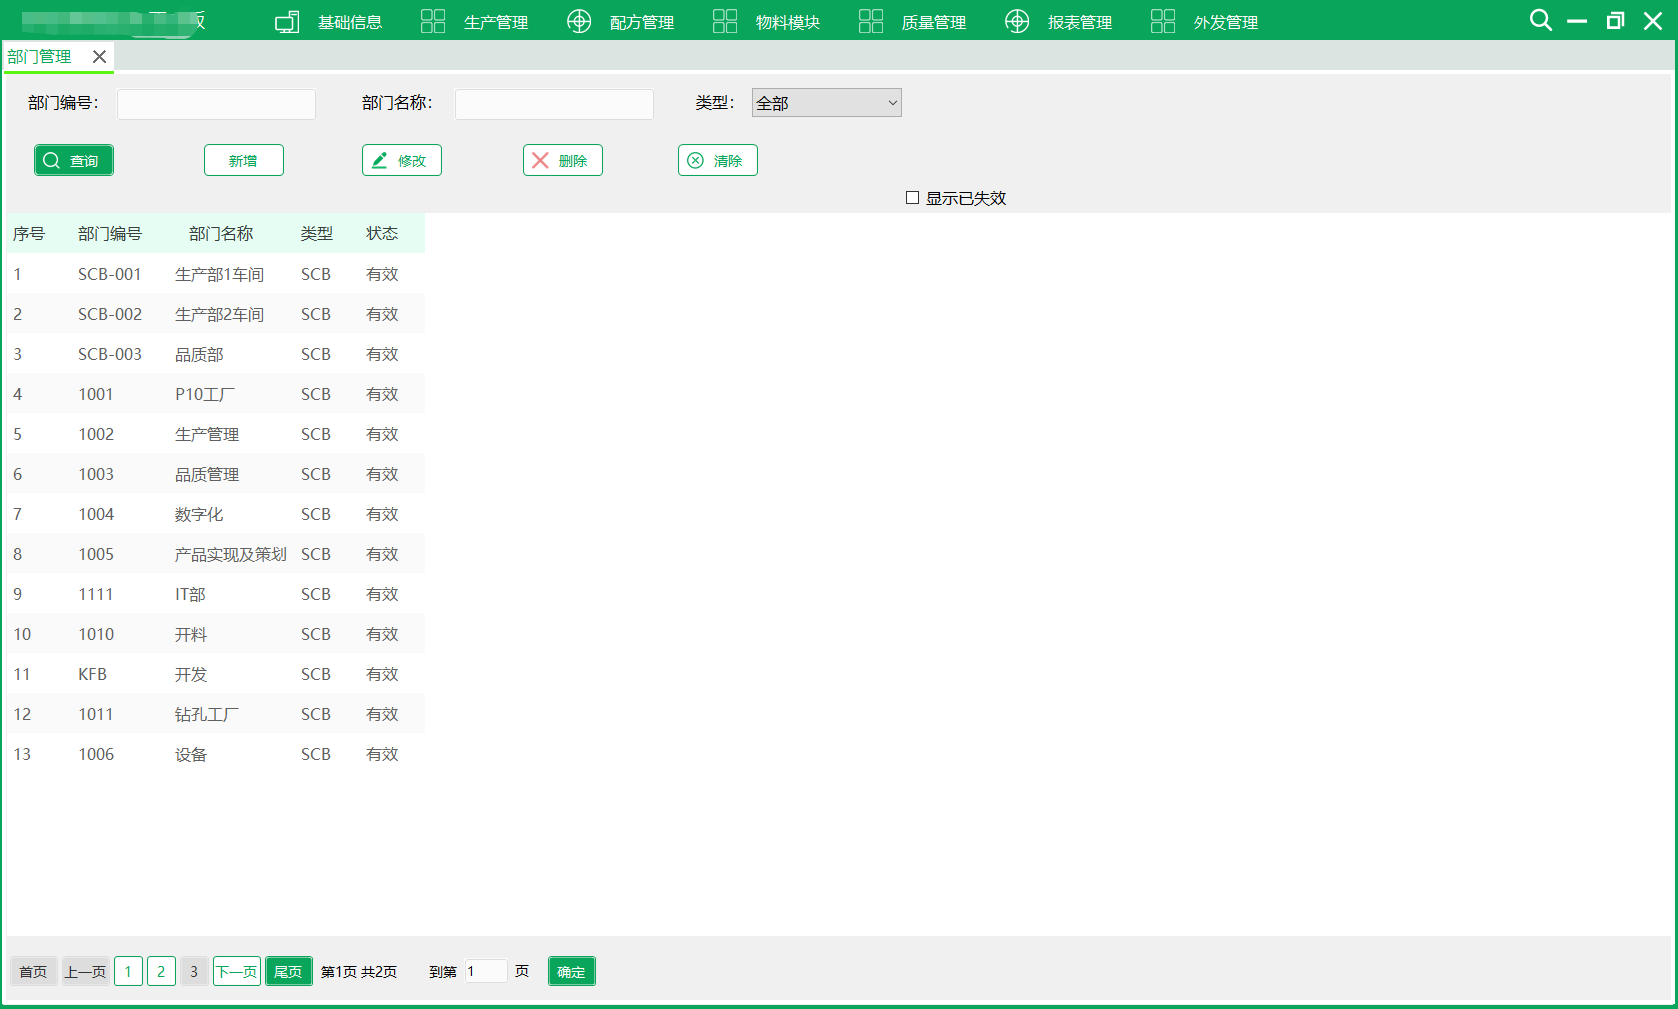 基础信息 生产管理 配方管理 物料模块 质量管理 报表管理 外发管理
部门管理
部门编号: 部门名称: 类型: 全部
查询 新增 修改 删除 清除
显示已失效
序号 部门编号 部门名称 类型 状态
1 SCB-001 生产部1车间 SCB 有效
2 SCB-002 生产部2车间 SCB 有效
3 SCB-003 品质部 SCB 有效
4 1001 P10工厂 SCB 有效
5 1002 生产管理 SCB 有效
6 1003 品质管理 SCB 有效
7 1004 数字化 SCB 有效
8 1005 产品实现及策划 SCB 有效
9 1111 IT部 SCB 有效
10 1010 开料 SCB 有效
11 KFB 开发 SCB 有效
12 1011 钻孔工厂 SCB 有效
13 1006 设备 SCB 有效
首页 上一页 1 2 3 下一页 尾页 第1页 共2页 到第 1 页 确定